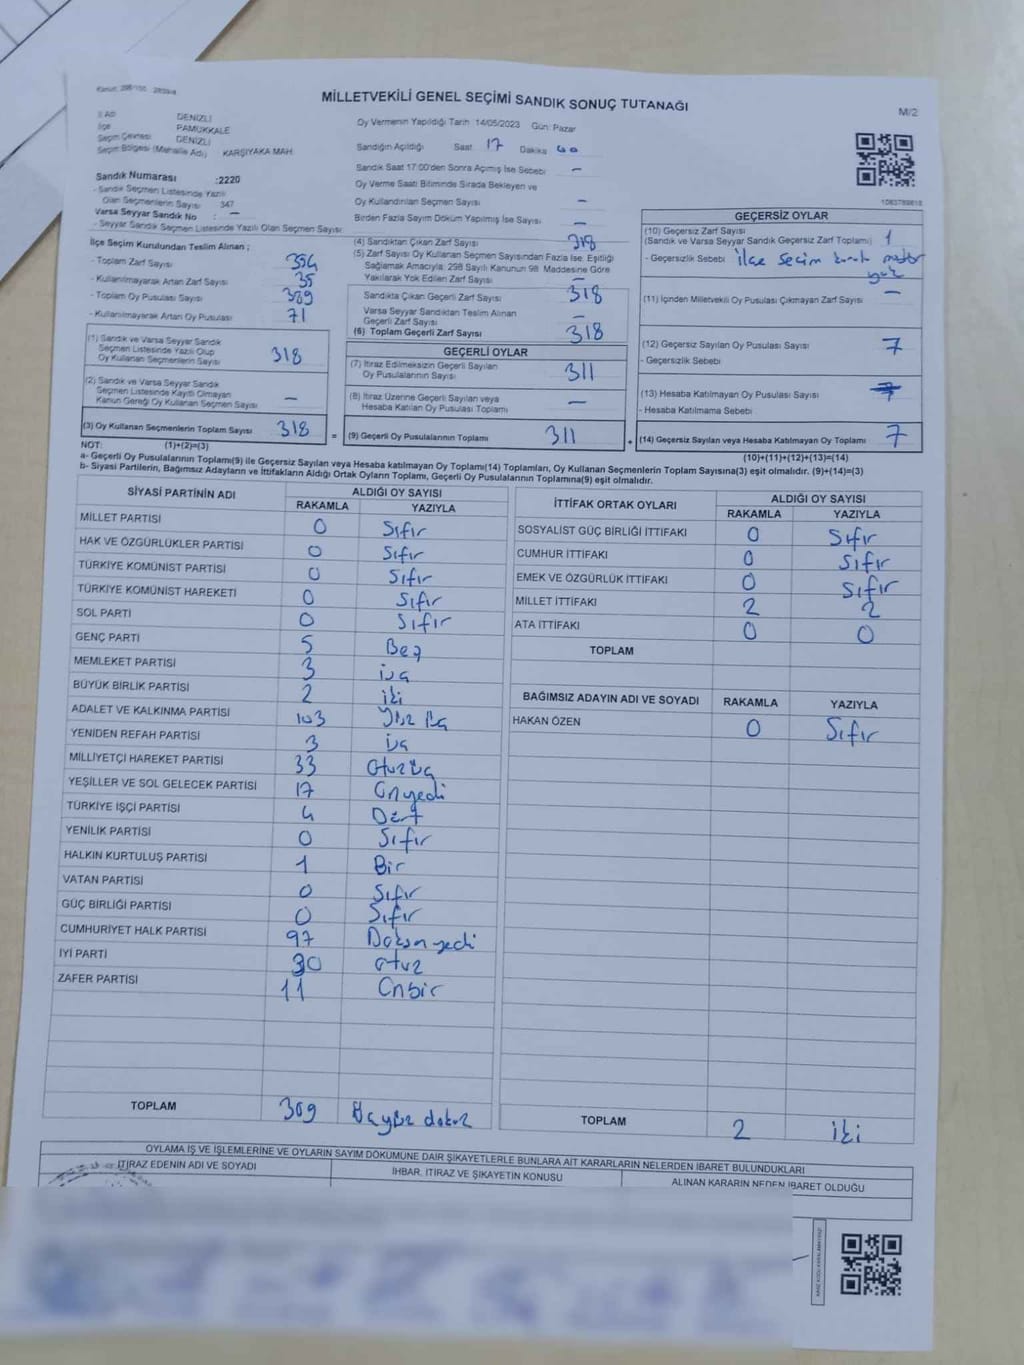 Kanun: 298/105
MİLLETVEKİLİ GENEL SEÇİMİ SANDIK SONUÇ TUTANAĞI
M/2
İl Adı DENİZLİ
İlçe PAMUKKALE
Seçim Çevresi DENİZLİ
Seçim Bölgesi (Mahalle Adı) KARŞIYAKA MAH.
Sandık Numarası :2220
- Sandık Seçmen Listesinde Yazılı
Olan Seçmenlerin Sayısı 347
Varsa Seyyar Sandık No : –
- Seyyar Sandık Seçmen Listesinde Yazılı Olan Seçmen Sayısı:
Oy Vermenin Yapıldığı Tarih 14/05/2023 Gün: Pazar
Sandığın Açıldığı Saat 17 Dakika 40
Sandık Saat 17:00'den Sonra Açımış İse Sebebi –
Oy Verme Saati Bitiminde Sırada Bekleyen ve
Oy Kullandırılan Seçmen Sayısı –
Birden Fazla Sayım Döküm Yapılmış İse Sayısı –
İlçe Seçim Kurulundan Teslim Alınan ;
- Toplam Zarf Sayısı
- Kullanılmayarak Artan Zarf Sayısı 35
- Toplam Oy Pusulası Sayısı 389
- Kullanılmayarak Artan Oy Pusulası 71
(1) Sandık ve Varsa Seyyar Sandık
Seçmen Listesinde Yazılı Olup
Oy Kullanan Seçmenlerin Sayısı 318
(2) Sandık ve Varsa Seyyar Sandık
Seçmen Listesinde Kayıtlı Olmayan
Kanun Gereği Oy Kullanan Seçmen Sayısı –
(3) Oy Kullanan Seçmenlerin Toplam Sayısı 318
(4) Sandıktan Çıkan Zarf Sayısı 318
(5) Zarf Sayısı Oy Kullanan Seçmen Sayısından Fazla İse, Eşitliği
Sağlamak Amacıyla; 298 Sayılı Kanunun 98. Maddesine Göre
Yakılarak Yok Edilen Zarf Sayısı –
Sandıkta Çıkan Geçerli Zarf Sayısı 318
Varsa Seyyar Sandıktan Teslim Alınan
Geçerli Zarf Sayısı –
(6) Toplam Geçerli Zarf Sayısı 318
GEÇERLİ OYLAR
(7) İtiraz Edilmeksizin Geçerli Sayılan
Oy Pusulalarının Sayısı 311
(8) İtiraz Üzerine Geçerli Sayılan veya
Hesaba Katılan Oy Pusulası Toplamı –
= (9) Geçerli Oy Pusulalarının Toplamı 311
1083789818
GEÇERSİZ OYLAR
(10) Geçersiz Zarf Sayısı
(Sandık ve Varsa Seyyar Sandık Geçersiz Zarf Toplamı) 1
- Geçersizlik Sebebi ilçe seçim kurulu mührü
yok
(11) İçinden Milletvekili Oy Pusulası Çıkmayan Zarf Sayısı –
(12) Geçersiz Sayılan Oy Pusulası Sayısı 7
- Geçersizlik Sebebi
(13) Hesaba Katılmayan Oy Pusulası Sayısı
- Hesaba Katılmama Sebebi
+ (14) Geçersiz Sayılan veya Hesaba Katılmayan Oy Toplamı 7
NOT: (1)+(2)=(3) (10)+(11)+(12)+(13)=(14)
a- Geçerli Oy Pusulaları Toplamı(9) ile Geçersiz Sayılan veya Hesaba katılmayan Oy Toplamı(14) Toplamları, Oy Kullanan Seçmenlerin Toplam Sayısına(3) eşit olmalıdır. (9)+(14)=(3)
b- Siyasi Partilerin, Bağımsız Adayların ve İttifakların Aldığı Ortak Oyların Toplamı, Geçerli Oy Pusulalarının Toplamına(9) eşit olmalıdır.
SİYASİ PARTİNİN ADI ALDIĞI OY SAYISI
RAKAMLA YAZIYLA
MİLLET PARTİSİ 0 Sıfır
HAK VE ÖZGÜRLÜKLER PARTİSİ 0 Sıfır
TÜRKİYE KOMÜNİST PARTİSİ 0 Sıfır
TÜRKİYE KOMÜNİST HAREKETİ 0 Sıfır
SOL PARTİ 0 Sıfır
GENÇ PARTİ 5 Beş
MEMLEKET PARTİSİ 3 üç
BÜYÜK BİRLİK PARTİSİ 2 iki
ADALET VE KALKINMA PARTİSİ 103 Yüz üç
YENİDEN REFAH PARTİSİ 3 üç
MİLLİYETÇİ HAREKET PARTİSİ 33 otuz üç
YEŞİLLER VE SOL GELECEK PARTİSİ 17 Onyedi
TÜRKİYE İŞÇİ PARTİSİ 4 Dört
YENİLİK PARTİSİ 0 Sıfır
HALKIN KURTULUŞ PARTİSİ 1 Bir
VATAN PARTİSİ 0 Sıfır
GÜÇ BİRLİĞİ PARTİSİ 0 Sıfır
CUMHURİYET HALK PARTİSİ 97 Doksan yedi
İYİ PARTİ 30 otuz
ZAFER PARTİSİ 11 Onbir
TOPLAM 309 Üçyüz dokuz
İTTİFAK ORTAK OYLARI ALDIĞI OY SAYISI
RAKAMLA YAZIYLA
SOSYALİST GÜÇ BİRLİĞİ İTTİFAKI 0 Sıfır
CUMHUR İTTİFAKI 0 Sıfır
EMEK VE ÖZGÜRLÜK İTTİFAKI 0 Sıfır
MİLLET İTTİFAKI 2 2
ATA İTTİFAKI 0 0
TOPLAM
BAĞIMSIZ ADAYIN ADI VE SOYADI RAKAMLA YAZIYLA
HAKAN ÖZEN 0 Sıfır
TOPLAM 2 iki
OYLAMA İŞ VE İŞLEMLERİNE VE OYLARIN SAYIM DÖKÜMÜNE DAİR ŞİKAYETLERLE BUNLARA AİT KARARLARIN NELERDEN İBARET BULUNDUKLARI
İTİRAZ EDENİN ADI VE SOYADI
İHBAR, İTİRAZ VE ŞİKAYETİN KONUSU
ALINAN KARARIN NEDEN İBARET OLDUĞU